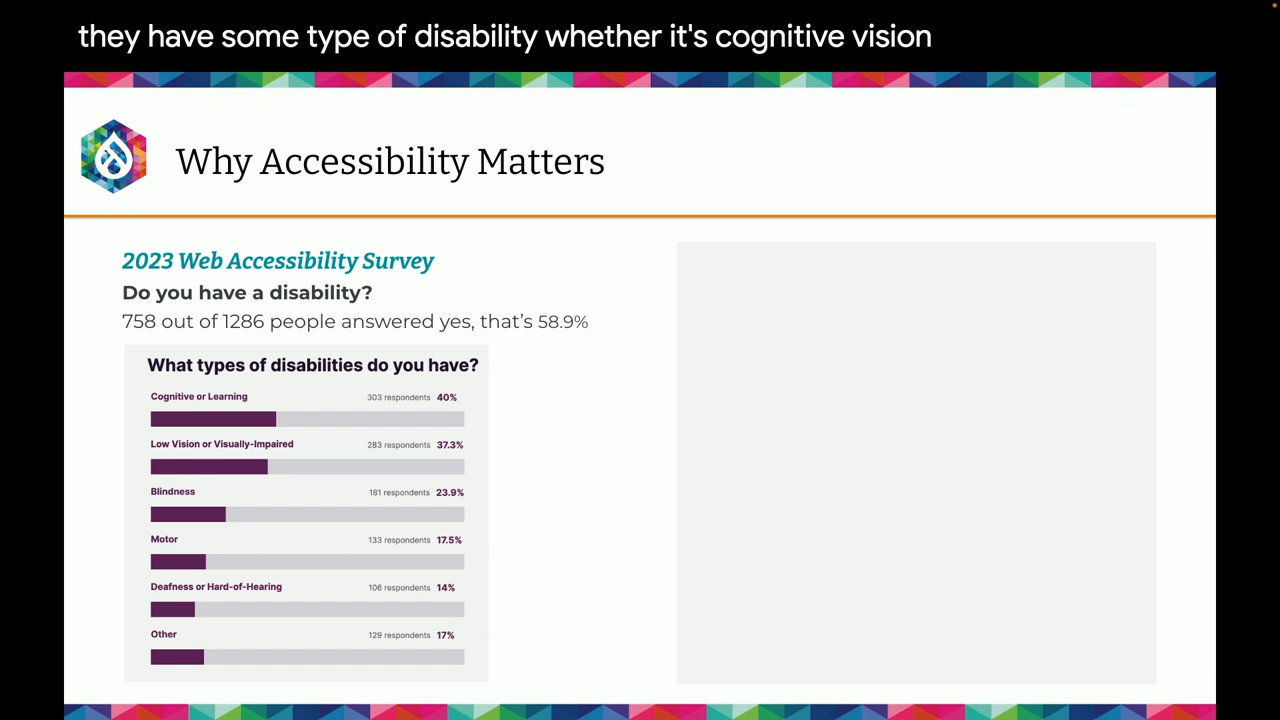 they have some type of disability whether it's cognitive vision
Why Accessibility Matters
2023 Web Accessibility Survey
Do you have a disability?
758 out of 1286 people answered yes, that's 58.9%
What types of disabilities do you have?
Cognitive or Learning 303 respondents 40%
Low Vision or Visually-Impaired 283 respondents 37.3%
Blindness 181 respondents 23.9%
Motor 133 respondents 17.5%
Deafness or Hard-of-Hearing 106 respondents 14%
Other 129 respondents 17%